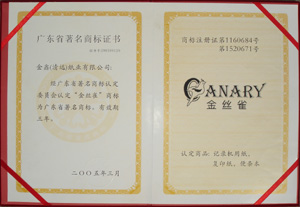 广东省著名商标证书
金鼎(清远)纸业有限公司:
经广东省著名商标认定
委员会认定“金丝雀”商标
为广东省著名商标。有效期
三年。
二〇〇五年三月
商标注册证第1160684号
第1520671号
CANARY
金丝雀
认定商品:记录机用纸,
复印纸,便条本